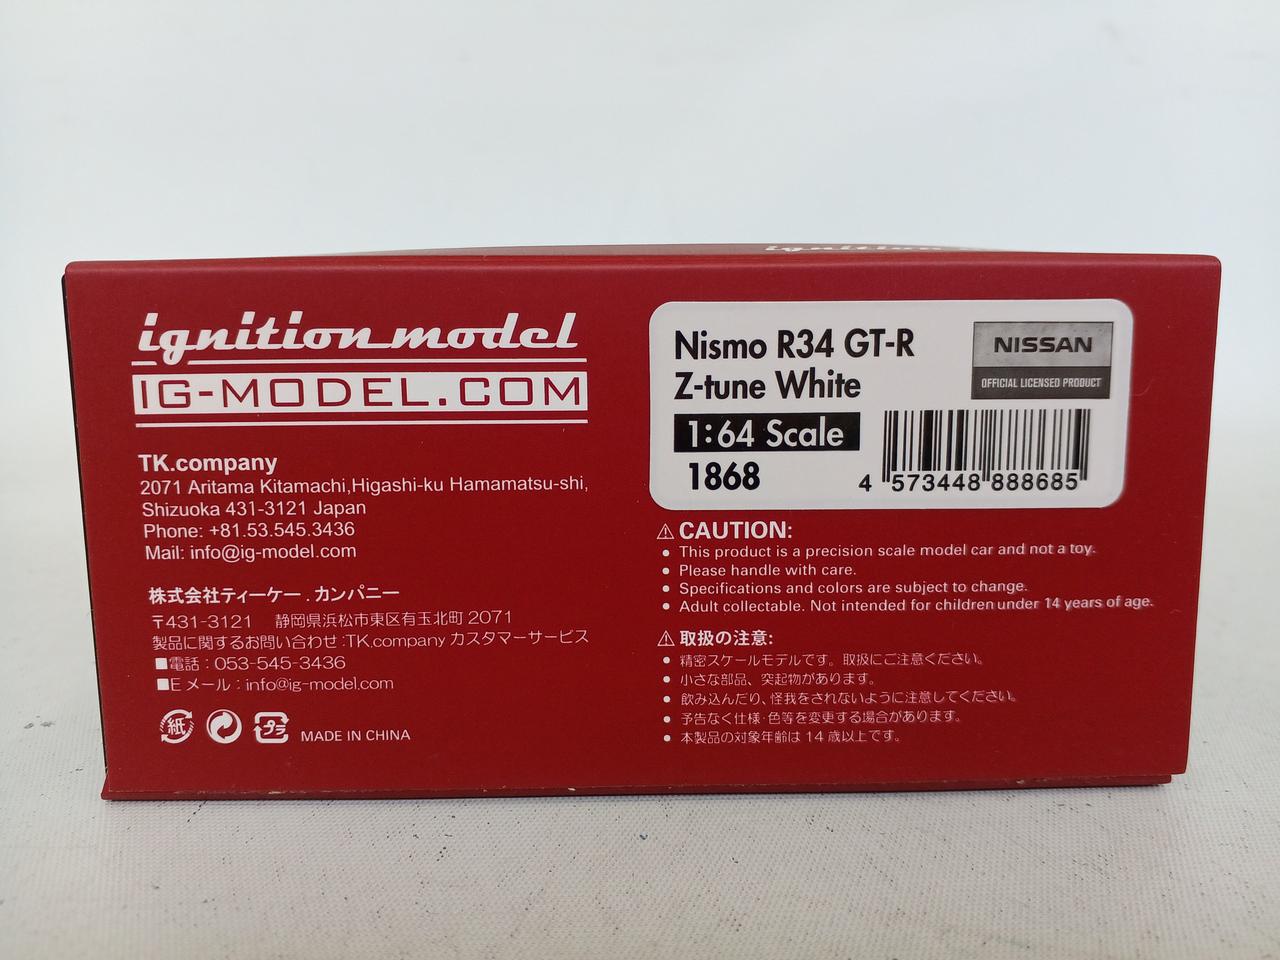 ignition model
ignition model
IG-MODEL.COM
TK.company
2071 Aritama Kitamachi,Higashi-ku Hamamatsu-shi,
Shizuoka 431-3121 Japan
Phone: +81.53.545.3436
Mail: info@ig-model.com
株式会社ティーケー . カンパニー
〒431-3121 静岡県浜松市東区有玉北町 2071
製品に関するお問い合わせ:TK.company カスタマーサービス
■電話：053-545-3436
■E メール：info@ig-model.com
紙
プラ
MADE IN CHINA
Nismo R34 GT-R
Z-tune White
1:64 Scale
1868
NISSAN
OFFICIAL LICENSED PRODUCT
4 573448 888685
⚠ CAUTION:
• This product is a precision scale model car and not a toy.
• Please handle with care.
• Specifications and colors are subject to change.
• Adult collectable. Not intended for children under 14 years of age.
⚠ 取扱の注意:
• 精密スケールモデルです。取扱にご注意ください。
• 小さな部品、突起物があります。
• 飲み込んだり、怪我をされないように注意してください。
• 予告なく仕様・色等を変更する場合があります。
• 本製品の対象年齢は 14 歳以上です。